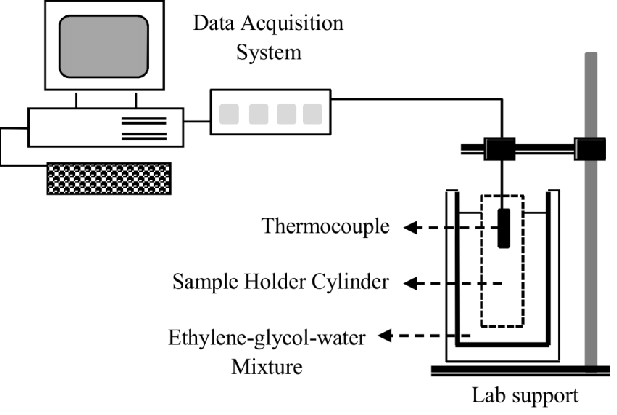 Data Acquisition
System
Thermocouple
Sample Holder Cylinder
Ethylene-glycol-water
Mixture
Lab support